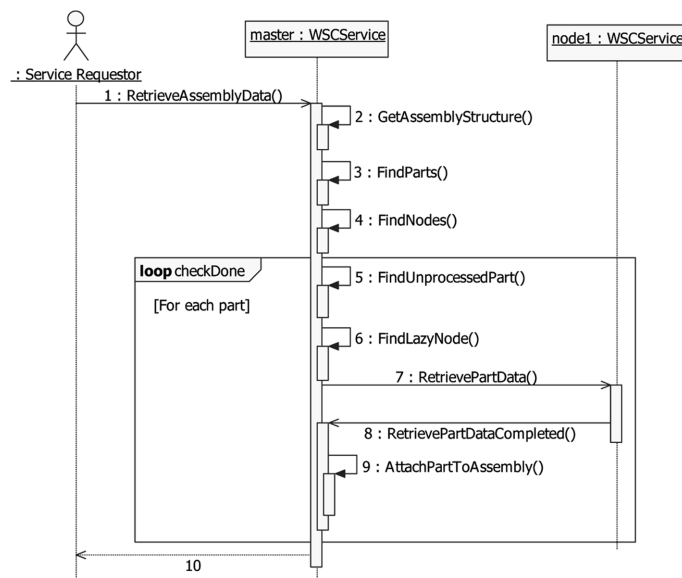 master : WSCService
node1 : WSCService
: Service Requestor
1 : RetrieveAssemblyData()
2 : GetAssemblyStructure()
3 : FindParts()
4 : FindNodes()
loop checkDone
5 : FindUnprocessedPart()
[For each part]
6 : FindLazyNode()
7 : RetrievePartData()
8 : RetrievePartDataCompleted()
9 : AttachPartToAssembly()
10